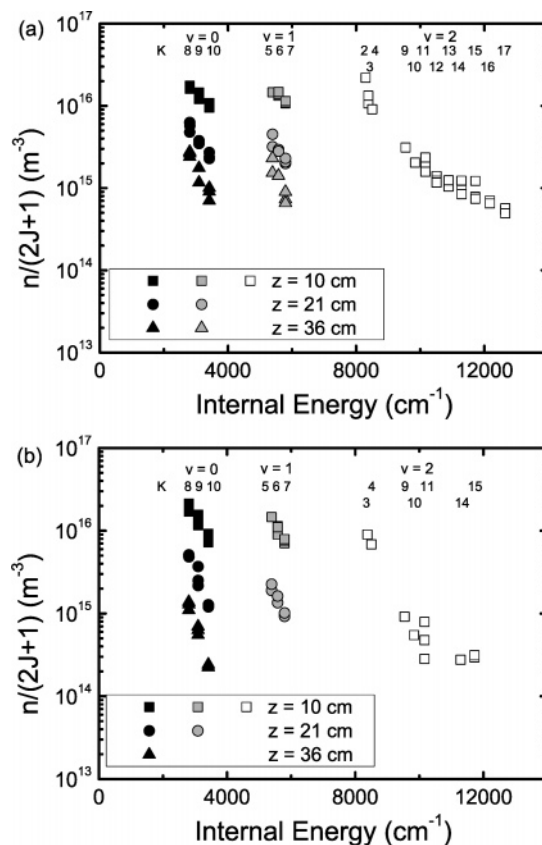 (a)
v = 0 v = 1 v = 2
K 8 9 10 5 6 7 2 4 9 11 13 15 17
3 10 12 14 16
10¹⁷
10¹⁶
10¹⁵
10¹⁴
10¹³
n/(2J+1) (m⁻³)
z = 10 cm
z = 21 cm
z = 36 cm
0 4000 8000 12000
Internal Energy (cm⁻¹)
(b)
v = 0 v = 1 v = 2
K 8 9 10 5 6 7 4 9 11 15
3 10 14
10¹⁷
10¹⁶
10¹⁵
10¹⁴
10¹³
n/(2J+1) (m⁻³)
z = 10 cm
z = 21 cm
z = 36 cm
0 4000 8000 12000
Internal Energy (cm⁻¹)